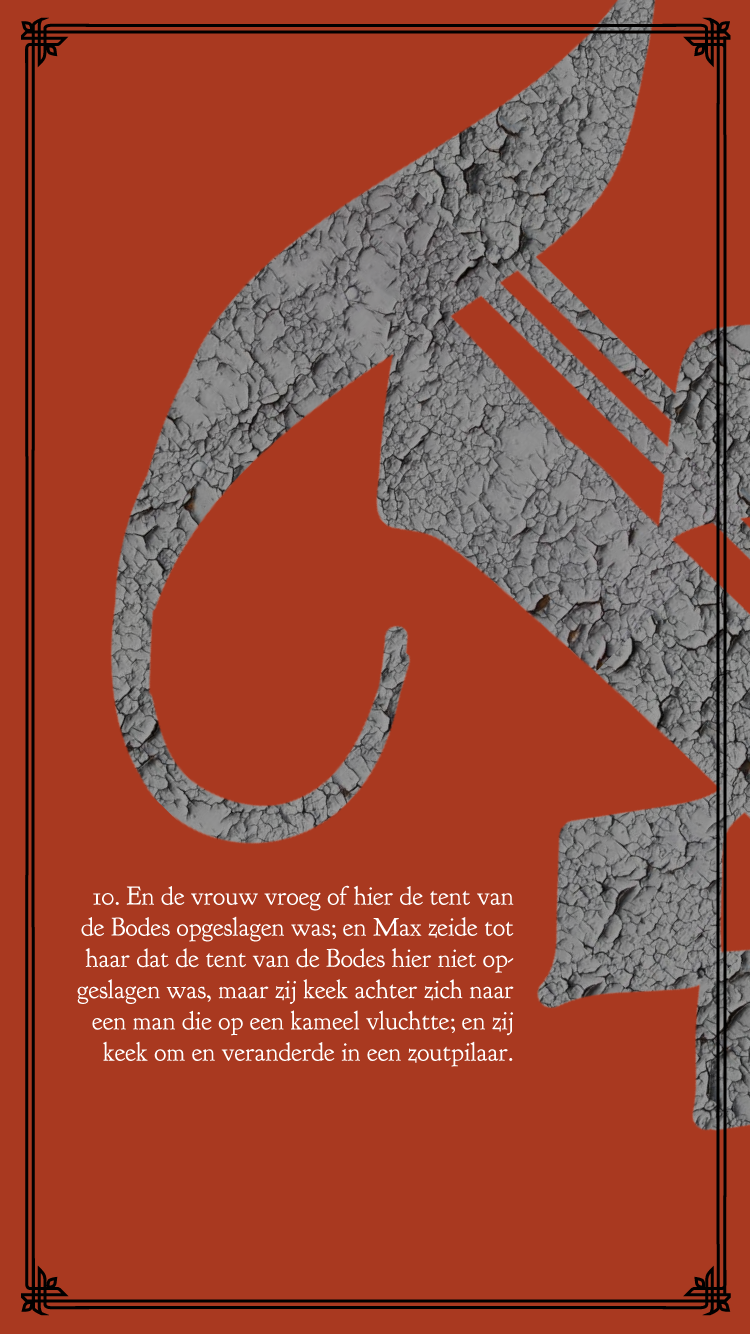 10. En de vrouw vroeg of hier de tent van
de Bodes opgeslagen was; en Max zeide tot
haar dat de tent van de Bodes hier niet op-
geslagen was, maar zij keek achter zich naar
een man die op een kameel vluchtte; en zij
keek om en veranderde in een zoutpilaar.